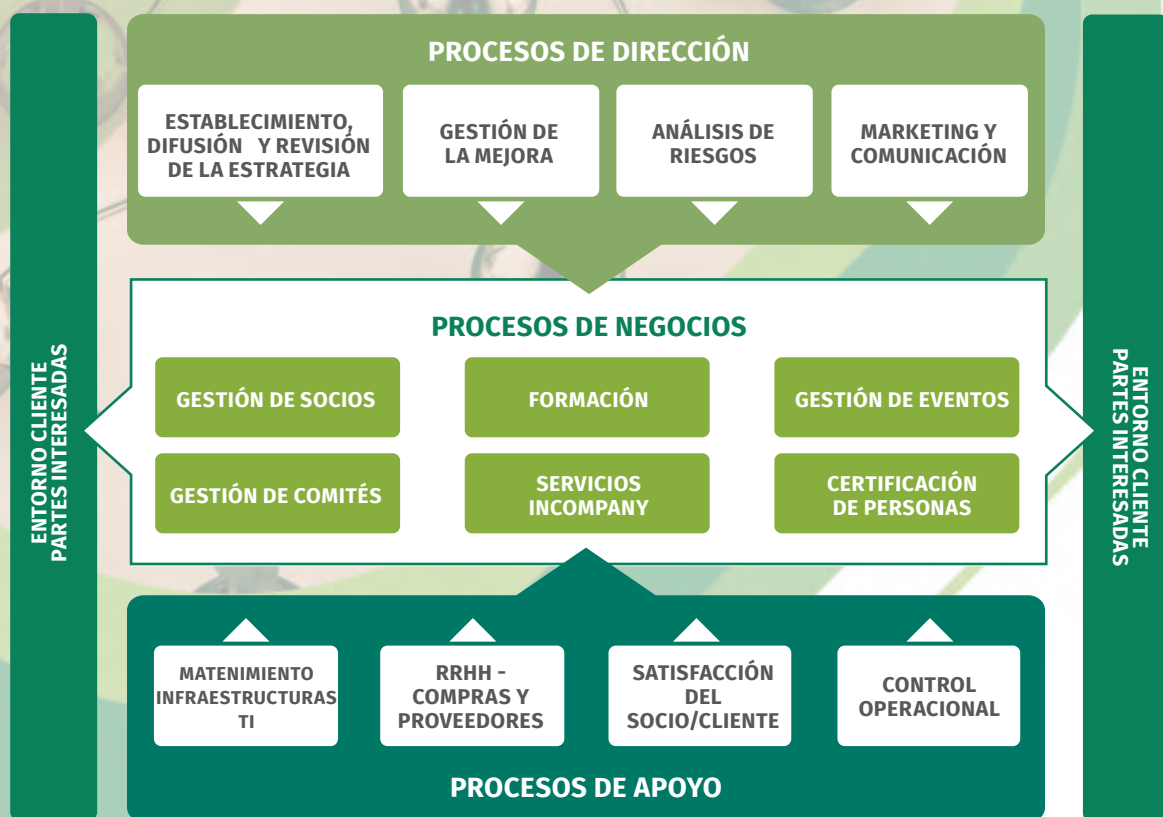 PROCESOS DE DIRECCIÓN
ESTABLECIMIENTO,
DIFUSIÓN Y REVISIÓN
DE LA ESTRATEGIA
GESTIÓN DE
LA MEJORA
ANÁLISIS DE
RIESGOS
MARKETING Y
COMUNICACIÓN
ENTORNO CLIENTE
PARTES INTERESADAS
PROCESOS DE NEGOCIOS
GESTIÓN DE SOCIOS
FORMACIÓN
GESTIÓN DE EVENTOS
GESTIÓN DE COMITÉS
SERVICIOS
INCOMPANY
CERTIFICACIÓN
DE PERSONAS
ENTORNO CLIENTE
PARTES INTERESADAS
MATENIMIENTO
INFRAESTRUCTURAS
TI
RRHH -
COMPRAS Y
PROVEEDORES
SATISFACCIÓN
DEL
SOCIO/CLIENTE
CONTROL
OPERACIONAL
PROCESOS DE APOYO